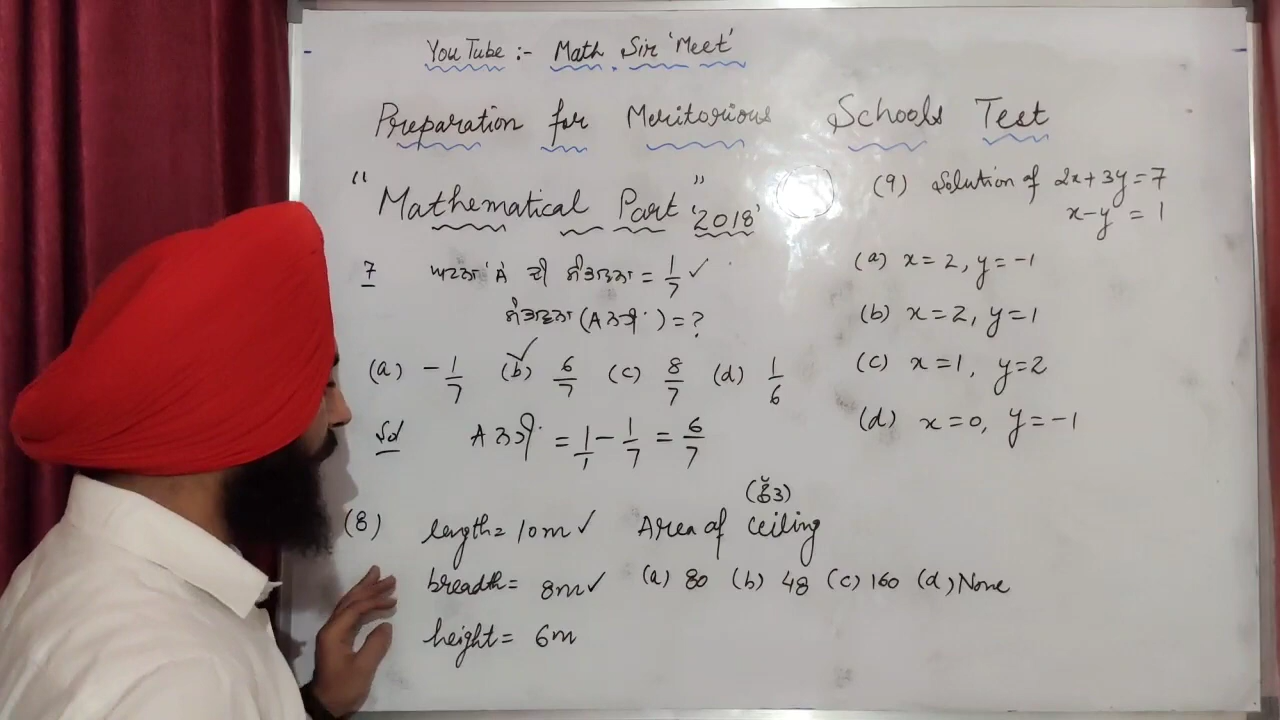 YouTube :- Math Sir 'Meet'
Preparation for Meritorious Schools Test
"Mathematical Part" '2018'
7 ਘਟਨਾ 'A' ਦੀ ਸੰਭਾਵਨਾ = 1/7 ✓
ਸੰਭਾਵਨਾ (A ਨਹੀਂ) = ?
(a) -1/7 (b) ✓ 6/7 (c) 8/7 (d) 1/6
Sol A ਨਹੀਂ = 1/1 - 1/7 = 6/7
(8) length = 10m ✓ Area of ceiling
(ਛੱਤ)
breadth = 8m ✓ (a) 80 (b) 48 (c) 160 (d) None
height = 6m
(9) Solution of 2x+3y=7
x-y = 1
(a) x=2, y=-1
(b) x=2, y=1
(c) x=1, y=2
(d) x=0, y=-1